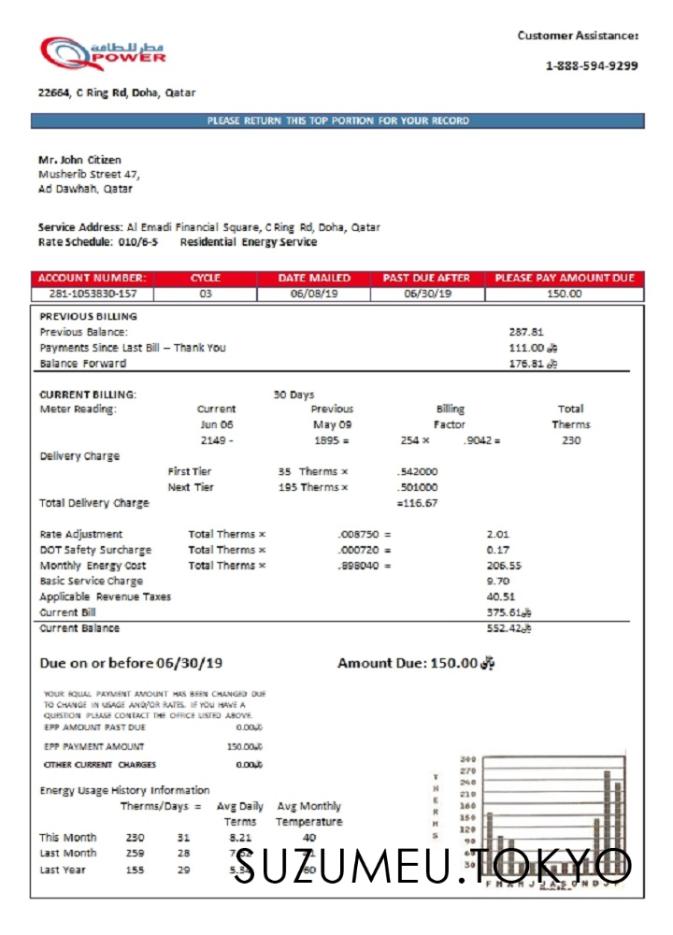 Customer Assistance:
قطر للطاقة
POWER
1-888-594-9299
22664, C Ring Rd, Doha, Qatar
PLEASE RETURN THIS TOP PORTION FOR YOUR RECORD
Mr. John Citizen
Musherib Street 47,
Ad Dawhah, Qatar
Service Address: Al Emadi Financial Square, C Ring Rd, Doha, Qatar
Rate Schedule: 010/6-5 Residential Energy Service
ACCOUNT NUMBER: CYCLE DATE MAILED PAST DUE AFTER PLEASE PAY AMOUNT DUE
281-1053830-157 03 06/08/19 06/30/19 150.00
PREVIOUS BILLING
Previous Balance: 287.81
Payments Since Last Bill – Thank You 111.00 ﷼
Balance Forward 176.81 ﷼
CURRENT BILLING: 30 Days
Meter Reading: Current Previous Billing Total
Jun 06 May 09 Factor Therms
2149 - 1895 = 254 × .9042 = 230
Delivery Charge
First Tier 35 Therms × .542000
Next Tier 195 Therms × .501000
Total Delivery Charge =116.67
Rate Adjustment Total Therms × .008750 = 2.01
DOT Safety Surcharge Total Therms × .000720 = 0.17
Monthly Energy Cost Total Therms × .898040 = 206.55
Basic Service Charge 9.70
Applicable Revenue Taxes 40.51
Current Bill 375.61﷼
Current Balance 552.42﷼
Due on or before 06/30/19 Amount Due: 150.00 ﷼
YOUR EQUAL PAYMENT AMOUNT HAS BEEN CHANGED DUE
TO CHANGE IN USAGE AND/OR RATES. IF YOU HAVE A
QUESTION PLEASE CONTACT THE OFFICE LISTED ABOVE.
EPP AMOUNT PAST DUE 0.00﷼
EPP PAYMENT AMOUNT 150.00﷼
OTHER CURRENT CHARGES 0.00﷼
Energy Usage History Information
Therms/Days = Avg Daily Avg Monthly
Terms Temperature
This Month 230 31 8.21 40
Last Month 259 28
Last Year 155 29
THERMS
270
240
210
150
120
90
30
SUZUMEU.TOKYO